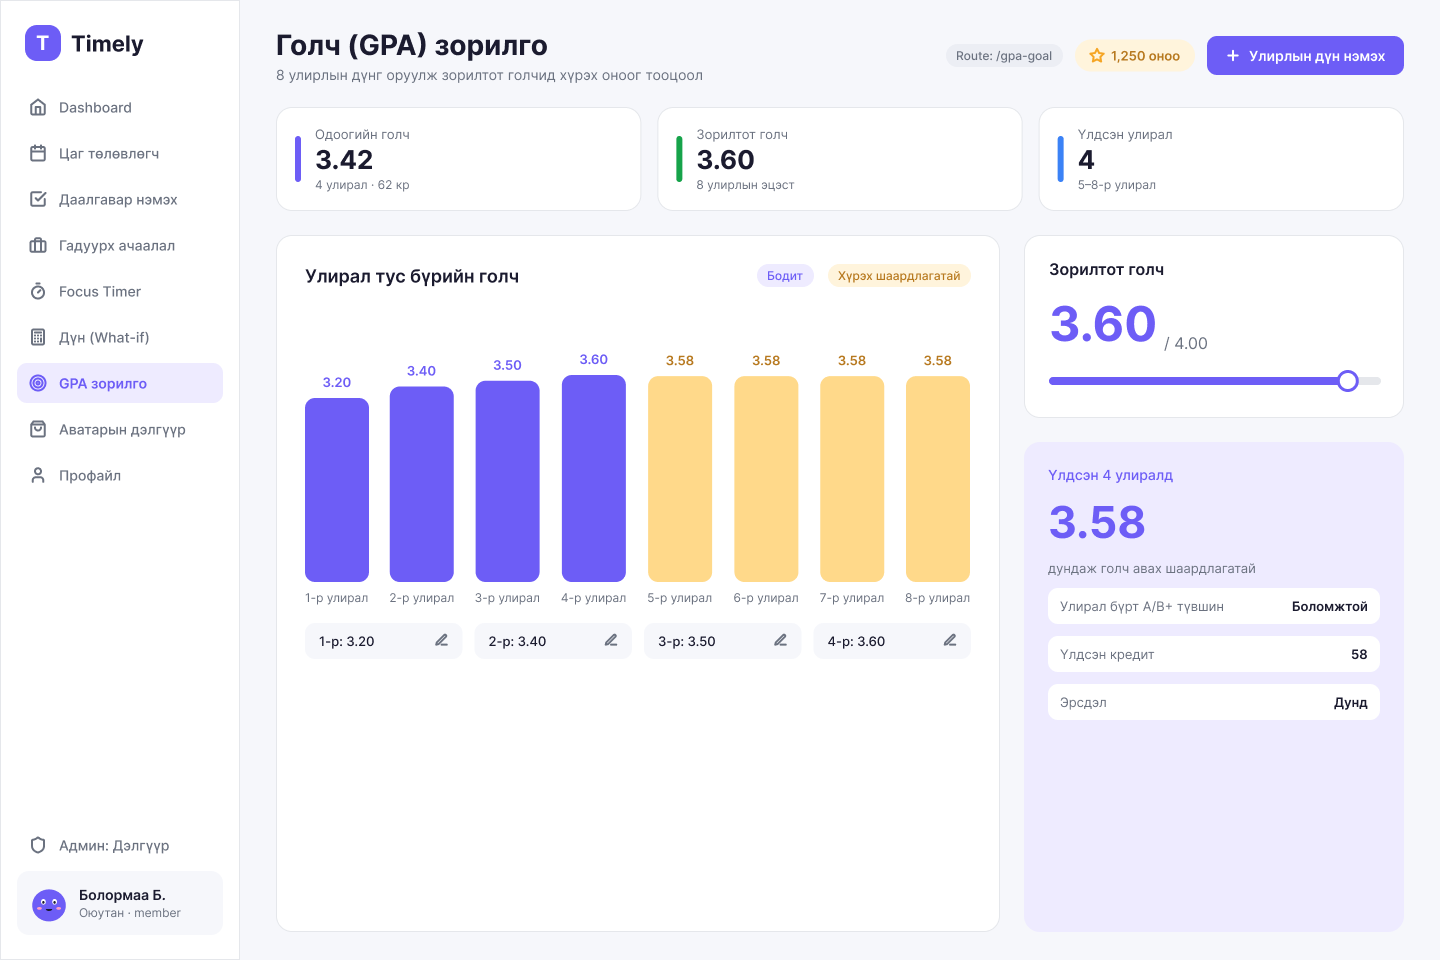 T Timely
Dashboard
Цаг төлөвлөгч
Даалгавар нэмэх
Гадуурх ачаалал
Focus Timer
Дүн (What-if)
GPA зорилго
Аватарын дэлгүүр
Профайл
Админ: Дэлгүүр
Болормаа Б.
Оюутан · member
Голч (GPA) зорилго
8 улирлын дүнг оруулж зорилтот голчид хүрэх оноог тооцоол
Route: /gpa-goal
1,250 оноо
Улирлын дүн нэмэх
Одоогийн голч
3.42
4 улирал · 62 кр
Зорилтот голч
3.60
8 улирлын эцэст
Үлдсэн улирал
4
5–8-р улирал
Улирал тус бүрийн голч
Бодит
Хүрэх шаардлагатай
3.20 3.40 3.50 3.60 3.58 3.58 3.58 3.58
1-р улирал 2-р улирал 3-р улирал 4-р улирал 5-р улирал 6-р улирал 7-р улирал 8-р улирал
1-р: 3.20 2-р: 3.40 3-р: 3.50 4-р: 3.60
Зорилтот голч
3.60 / 4.00
Үлдсэн 4 улиралд
3.58
дундаж голч авах шаардлагатай
Улирал бүрт A/B+ түвшин Боломжтой
Үлдсэн кредит 58
Эрсдэл Дунд